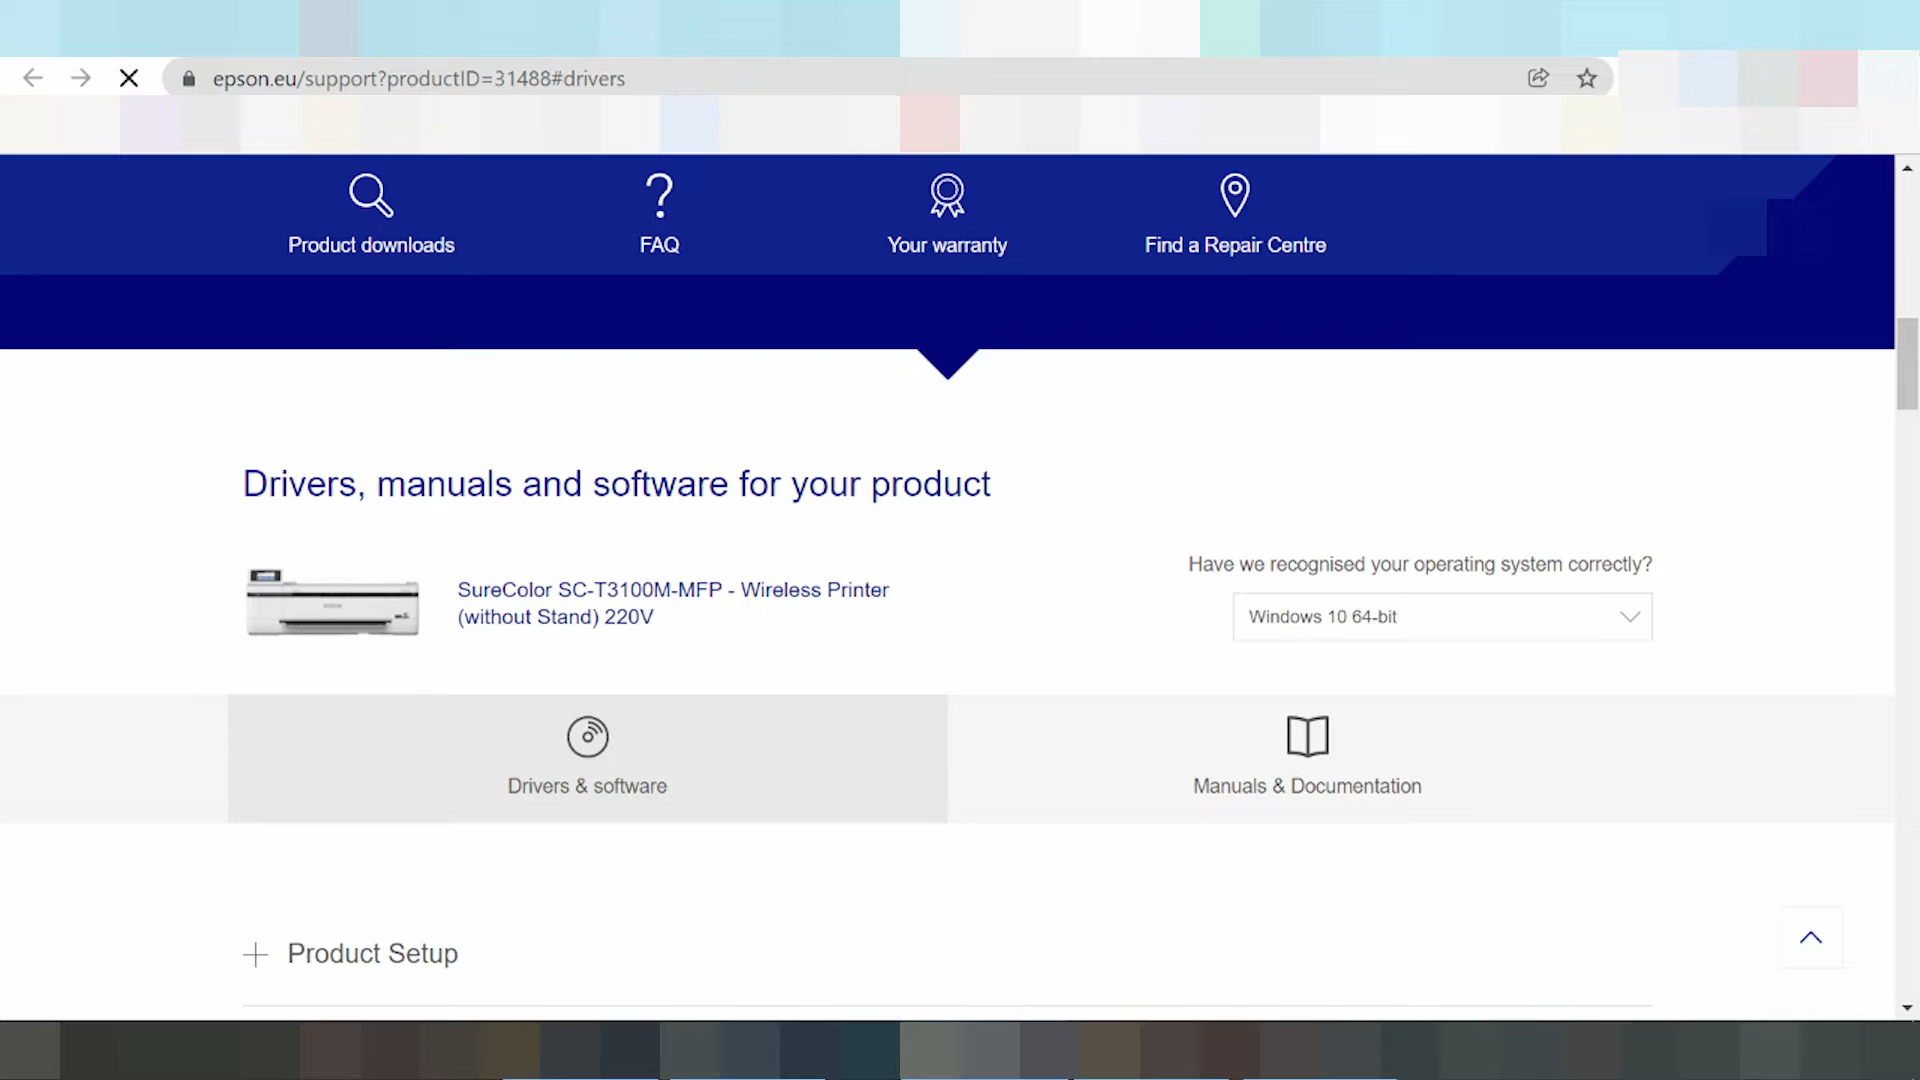 epson.eu/support?productID=31488#drivers
Product downloads
FAQ
Your warranty
Find a Repair Centre
Drivers, manuals and software for your product
SureColor SC-T3100M-MFP - Wireless Printer
(without Stand) 220V
Have we recognised your operating system correctly?
Windows 10 64-bit
Drivers & software
Manuals & Documentation
Product Setup